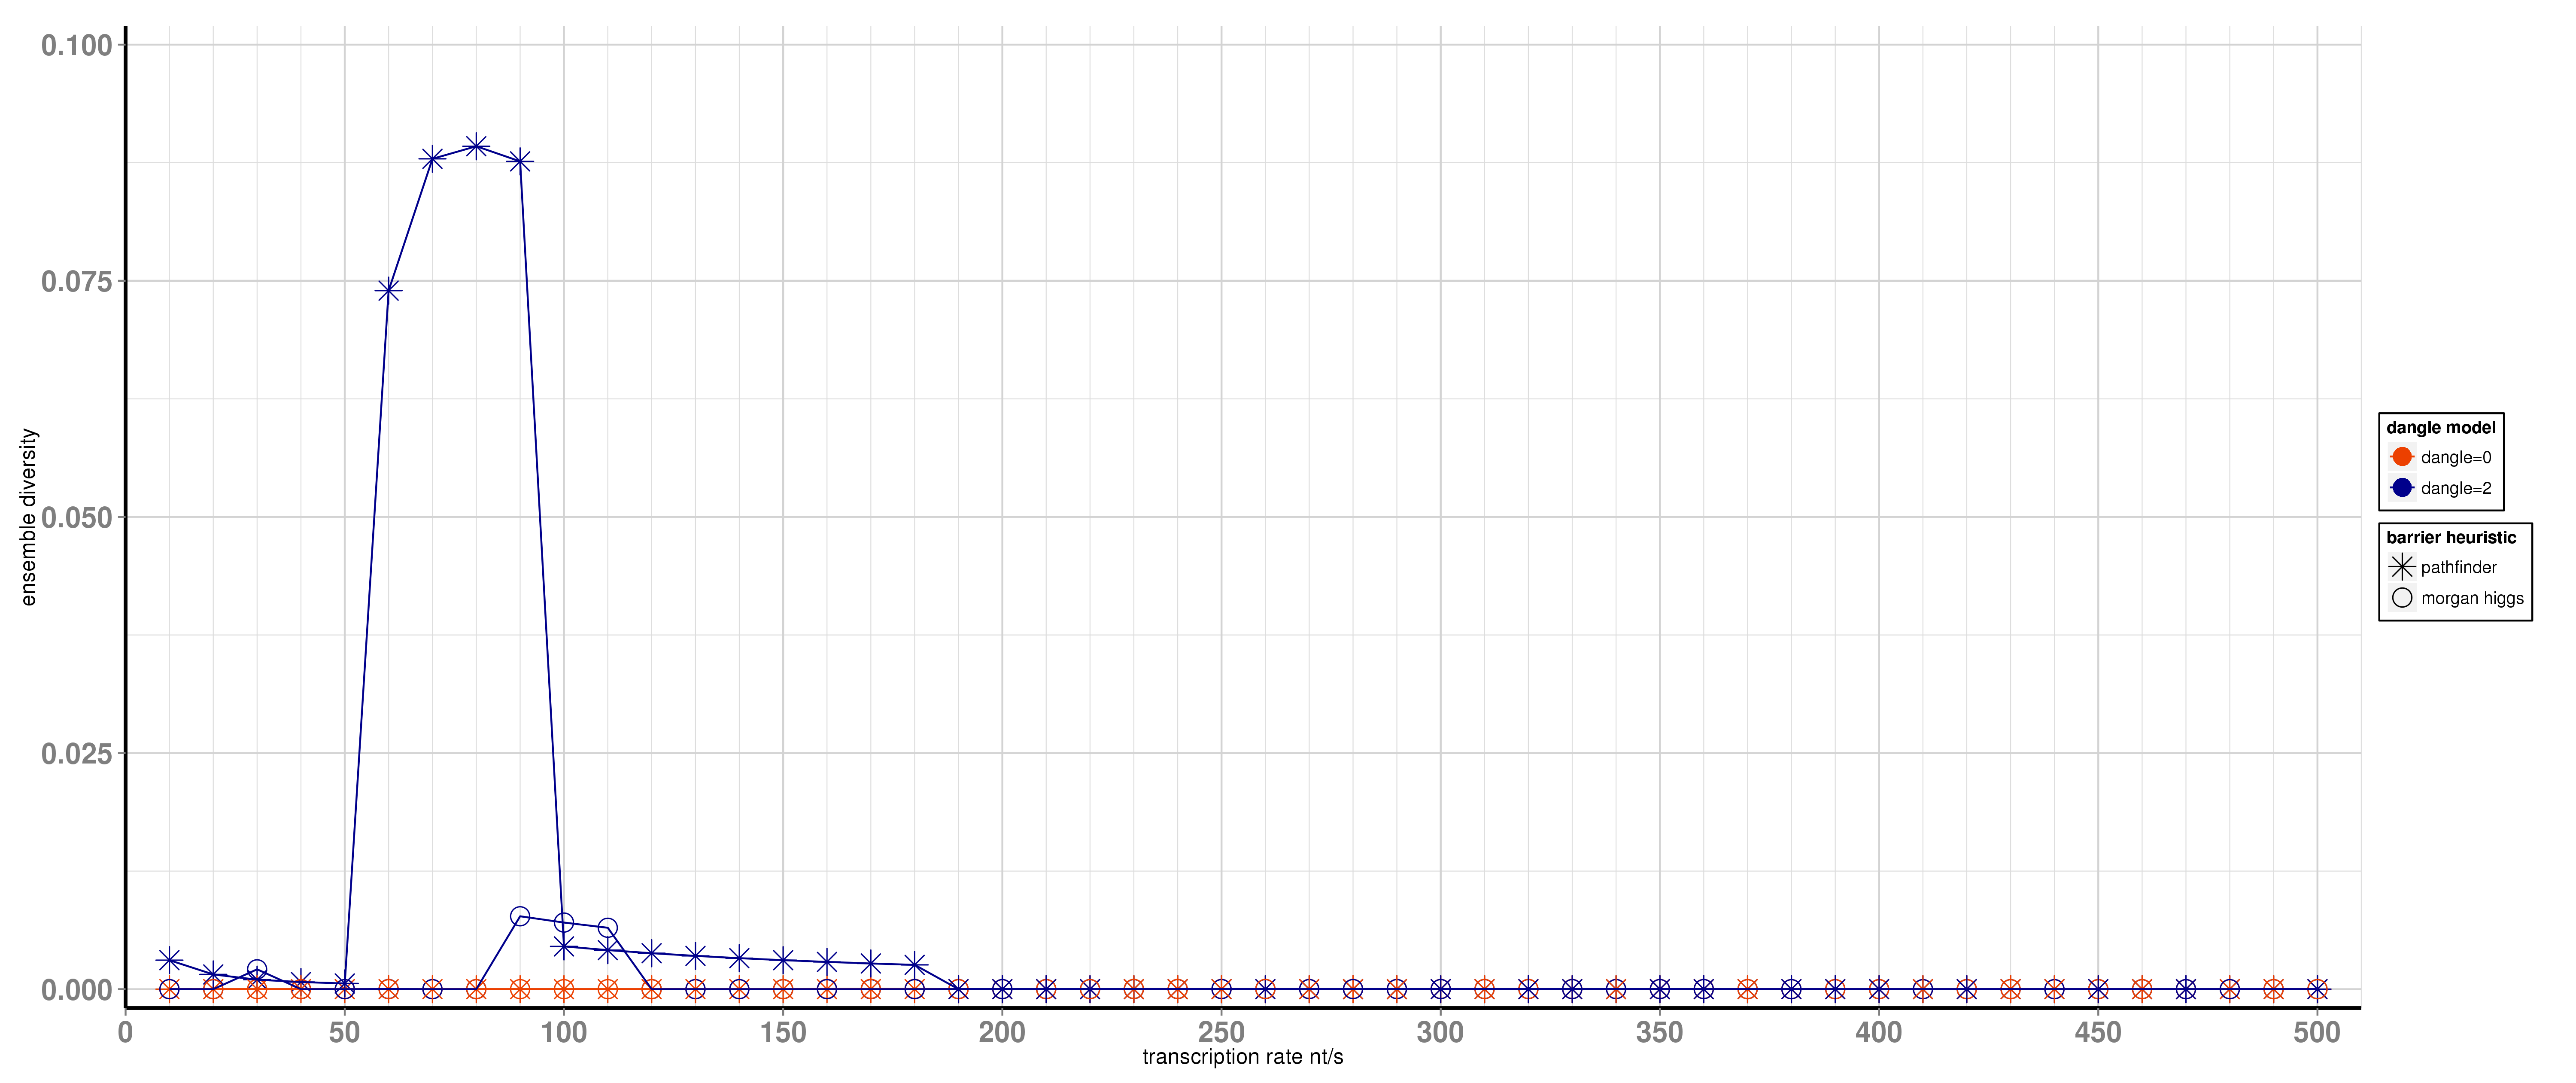 0.100
0.075
0.050
0.025
0.000
ensemble diversity
0 50 100 150 200 250 300 350 400 450 500
transcription rate nt/s
dangle model
dangle=0
dangle=2
barrier heuristic
pathfinder
morgan higgs